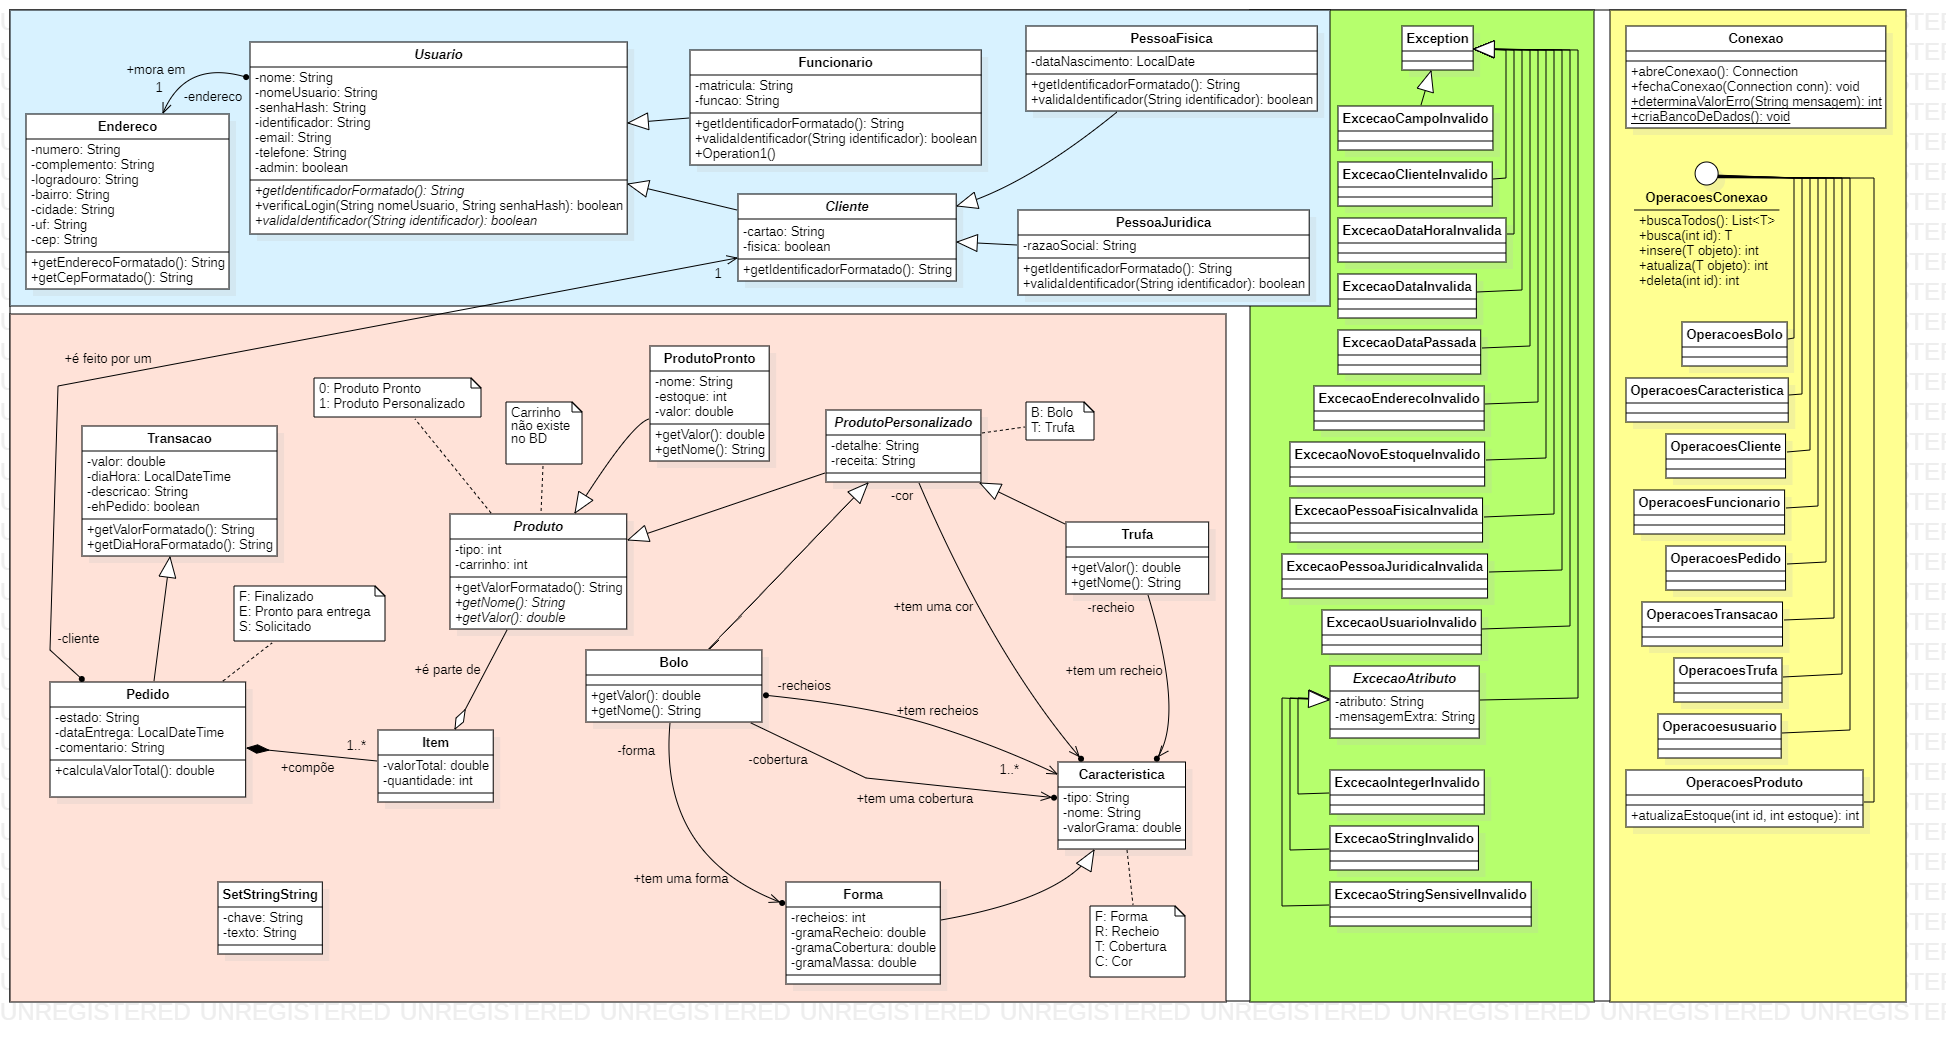 Usuario
-nome: String
-nomeUsuario: String
-senhaHash: String
-identificador: String
-email: String
-telefone: String
-admin: boolean
+getIdentificadorFormatado(): String
+verificaLogin(String nomeUsuario, String senhaHash): boolean
+validaIdentificador(String identificador): boolean
+mora em
1
-endereco
Endereco
-numero: String
-complemento: String
-logradouro: String
-bairro: String
-cidade: String
-uf: String
-cep: String
+getEnderecoFormatado(): String
+getCepFormatado(): String
Funcionario
-matricula: String
-funcao: String
+getIdentificadorFormatado(): String
+validaIdentificador(String identificador): boolean
+Operation1()
PessoaFisica
-dataNascimento: LocalDate
+getIdentificadorFormatado(): String
+validaIdentificador(String identificador): boolean
Cliente
-cartao: String
-fisica: boolean
+getIdentificadorFormatado(): String
1
PessoaJuridica
-razaoSocial: String
+getIdentificadorFormatado(): String
+validaIdentificador(String identificador): boolean
+é feito por um
-cliente
0: Produto Pronto
1: Produto Personalizado
Carrinho
não existe
no BD
ProdutoPronto
-nome: String
-estoque: int
-valor: double
+getValor(): double
+getNome(): String
ProdutoPersonalizado
-detalhe: String
-receita: String
B: Bolo
T: Trufa
Transacao
-valor: double
-diaHora: LocalDateTime
-descricao: String
-ehPedido: boolean
+getValorFormatado(): String
+getDiaHoraFormatado(): String
Produto
-tipo: int
-carrinho: int
+getValorFormatado(): String
+getNome(): String
+getValor(): double
-cor
+tem uma cor
Trufa
+getValor(): double
+getNome(): String
-recheio
+tem um recheio
F: Finalizado
E: Pronto para entrega
S: Solicitado
+é parte de
Bolo
+getValor(): double
+getNome(): String
-recheios
+tem recheios
1..*
-forma
-cobertura
+tem uma cobertura
+tem uma forma
Pedido
-estado: String
-dataEntrega: LocalDateTime
-comentario: String
+calculaValorTotal(): double
1..*
+compõe
Item
-valorTotal: double
-quantidade: int
Caracteristica
-tipo: String
-nome: String
-valorGrama: double
SetStringString
-chave: String
-texto: String
Forma
-recheios: int
-gramaRecheio: double
-gramaCobertura: double
-gramaMassa: double
F: Forma
R: Recheio
T: Cobertura
C: Cor
Exception
ExcecaoCampoInvalido
ExcecaoClienteInvalido
ExcecaoDataHoraInvalida
ExcecaoDataInvalida
ExcecaoDataPassada
ExcecaoEnderecoInvalido
ExcecaoNovoEstoqueInvalido
ExcecaoPessoaFisicaInvalida
ExcecaoPessoaJuridicaInvalida
ExcecaoUsuarioInvalido
ExcecaoAtributo
-atributo: String
-mensagemExtra: String
ExcecaoIntegerInvalido
ExcecaoStringInvalido
ExcecaoStringSensivelInvalido
Conexao
+abreConexao(): Connection
+fechaConexao(Connection conn): void
+determinaValorErro(String mensagem): int
+criaBancoDeDados(): void
OperacoesConexao
+buscaTodos(): List<T>
+busca(int id): T
+insere(T objeto): int
+atualiza(T objeto): int
+deleta(int id): int
OperacoesBolo
OperacoesCaracteristica
OperacoesCliente
OperacoesFuncionario
OperacoesPedido
OperacoesTransacao
OperacoesTrufa
Operacoesusuario
OperacoesProduto
+atualizaEstoque(int id, int estoque): int
UNREGISTERED UNREGISTERED UNREGISTERED UNREGISTERED UNREGISTERED UNREGISTERED UNREGISTERED UNREGISTERED UNREGISTERED